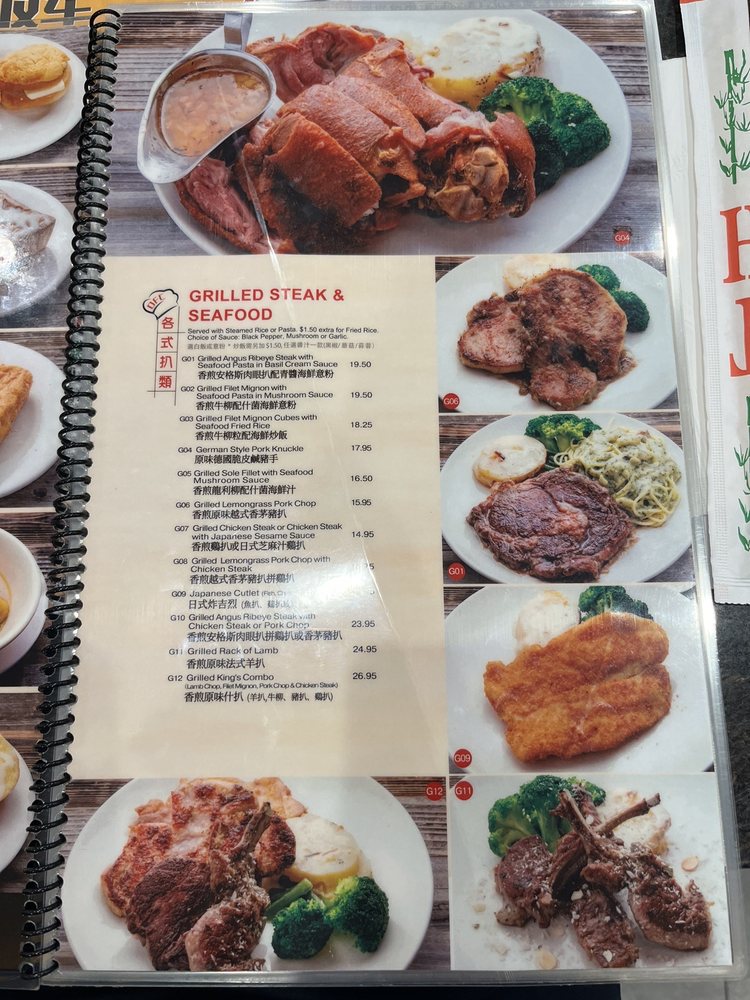 G04
DFC
各式扒類
GRILLED STEAK &
SEAFOOD
Served with Steamed Rice or Pasta. $1.50 extra for Fried Rice.
Choice of Sauce: Black Pepper, Mushroom or Garlic.
G01 Grilled Angus Ribeye Steak with
Seafood Pasta in Basil Cream Sauce 19.50
香煎安格斯肉眼扒配青醬海鮮意粉
G02 Grilled Filet Mignon with
Seafood Pasta in Mushroom Sauce 19.50
香煎牛柳配什菌海鮮意粉
G03 Grilled Filet Mignon Cubes with
Seafood Fried Rice 18.25
香煎牛柳粒配海鮮炒飯
G04 German Style Pork Knuckle 17.95
原味德國脆皮鹹豬手
G05 Grilled Sole Fillet with Seafood
Mushroom Sauce 16.50
香煎龍利柳配什菌海鮮汁
G06 Grilled Lemongrass Pork Chop 15.95
香煎原味越式香茅豬扒
G07 Grilled Chicken Steak or Chicken Steak
with Japanese Sesame Sauce 14.95
香煎鷄扒或日式芝麻汁鷄扒
G08 Grilled Lemongrass Pork Chop with
Chicken Steak
香煎越式香茅豬扒拼鷄扒
G09 Japanese Cutlet
日式炸吉烈 (魚扒、鷄扒
G10 Grilled Angus Ribeye Steak with
Chicken Steak or Pork Chop 23.95
香煎安格斯肉眼扒拼鷄扒或香茅豬扒
G11 Grilled Rack of Lamb 24.95
香煎原味法式羊扒
G12 Grilled King's Combo 26.95
(Lamb Chop, Filet Mignon, Pork Chop & Chicken Steak)
香煎原味什扒 (羊扒,牛柳、豬扒、鷄扒)
G06
G01
G09
G12
G11
H
J